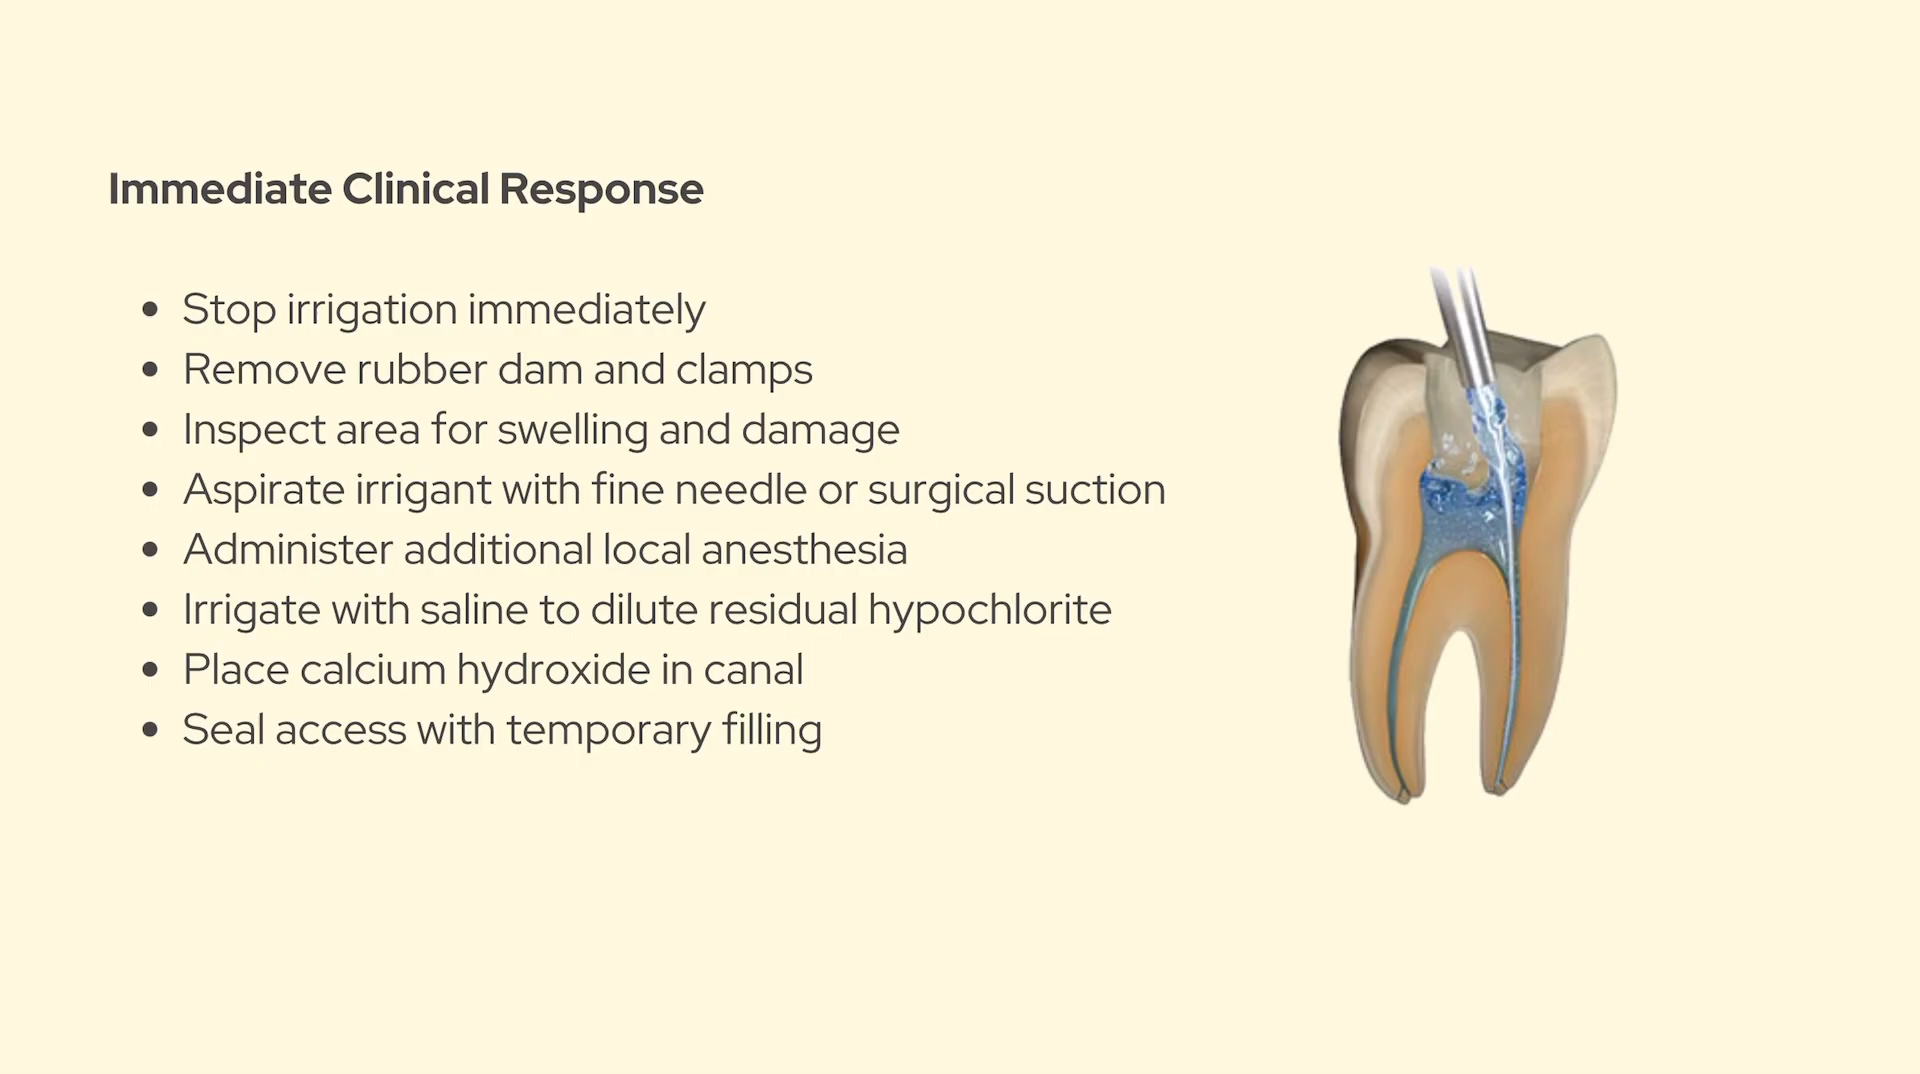 Immediate Clinical Response
• Stop irrigation immediately
• Remove rubber dam and clamps
• Inspect area for swelling and damage
• Aspirate irrigant with fine needle or surgical suction
• Administer additional local anesthesia
• Irrigate with saline to dilute residual hypochlorite
• Place calcium hydroxide in canal
• Seal access with temporary filling